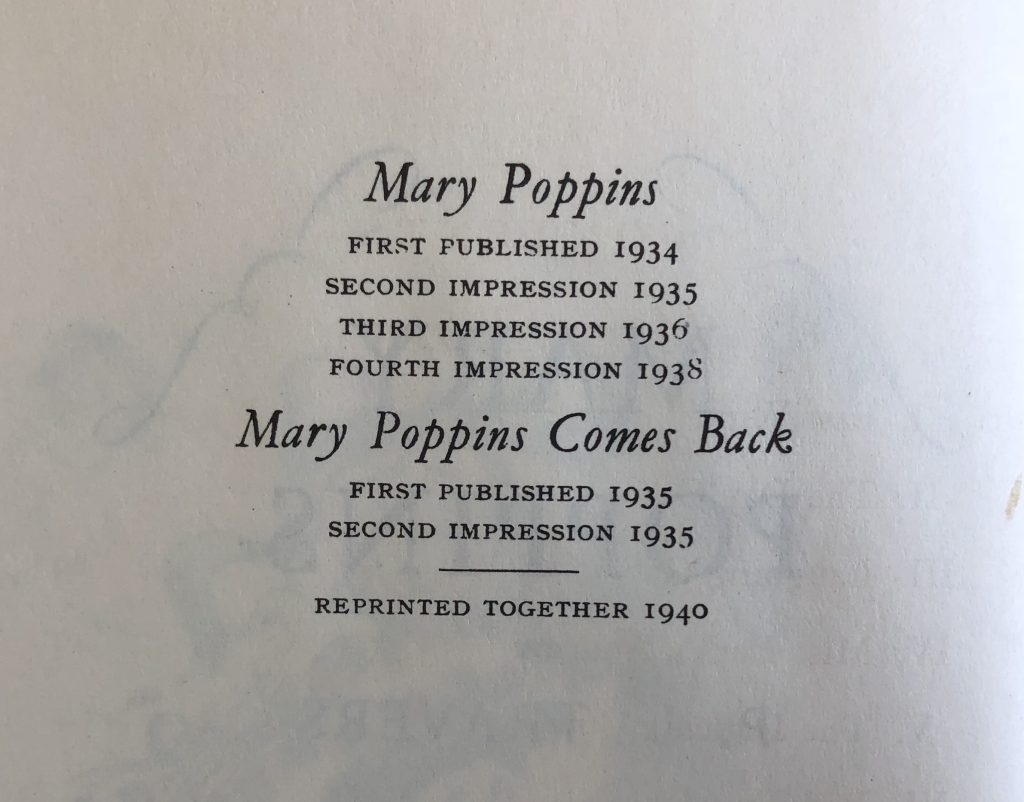 Mary Poppins
FIRST PUBLISHED 1934
SECOND IMPRESSION 1935
THIRD IMPRESSION 1936
FOURTH IMPRESSION 1938
Mary Poppins Comes Back
FIRST PUBLISHED 1935
SECOND IMPRESSION 1935
REPRINTED TOGETHER 1940